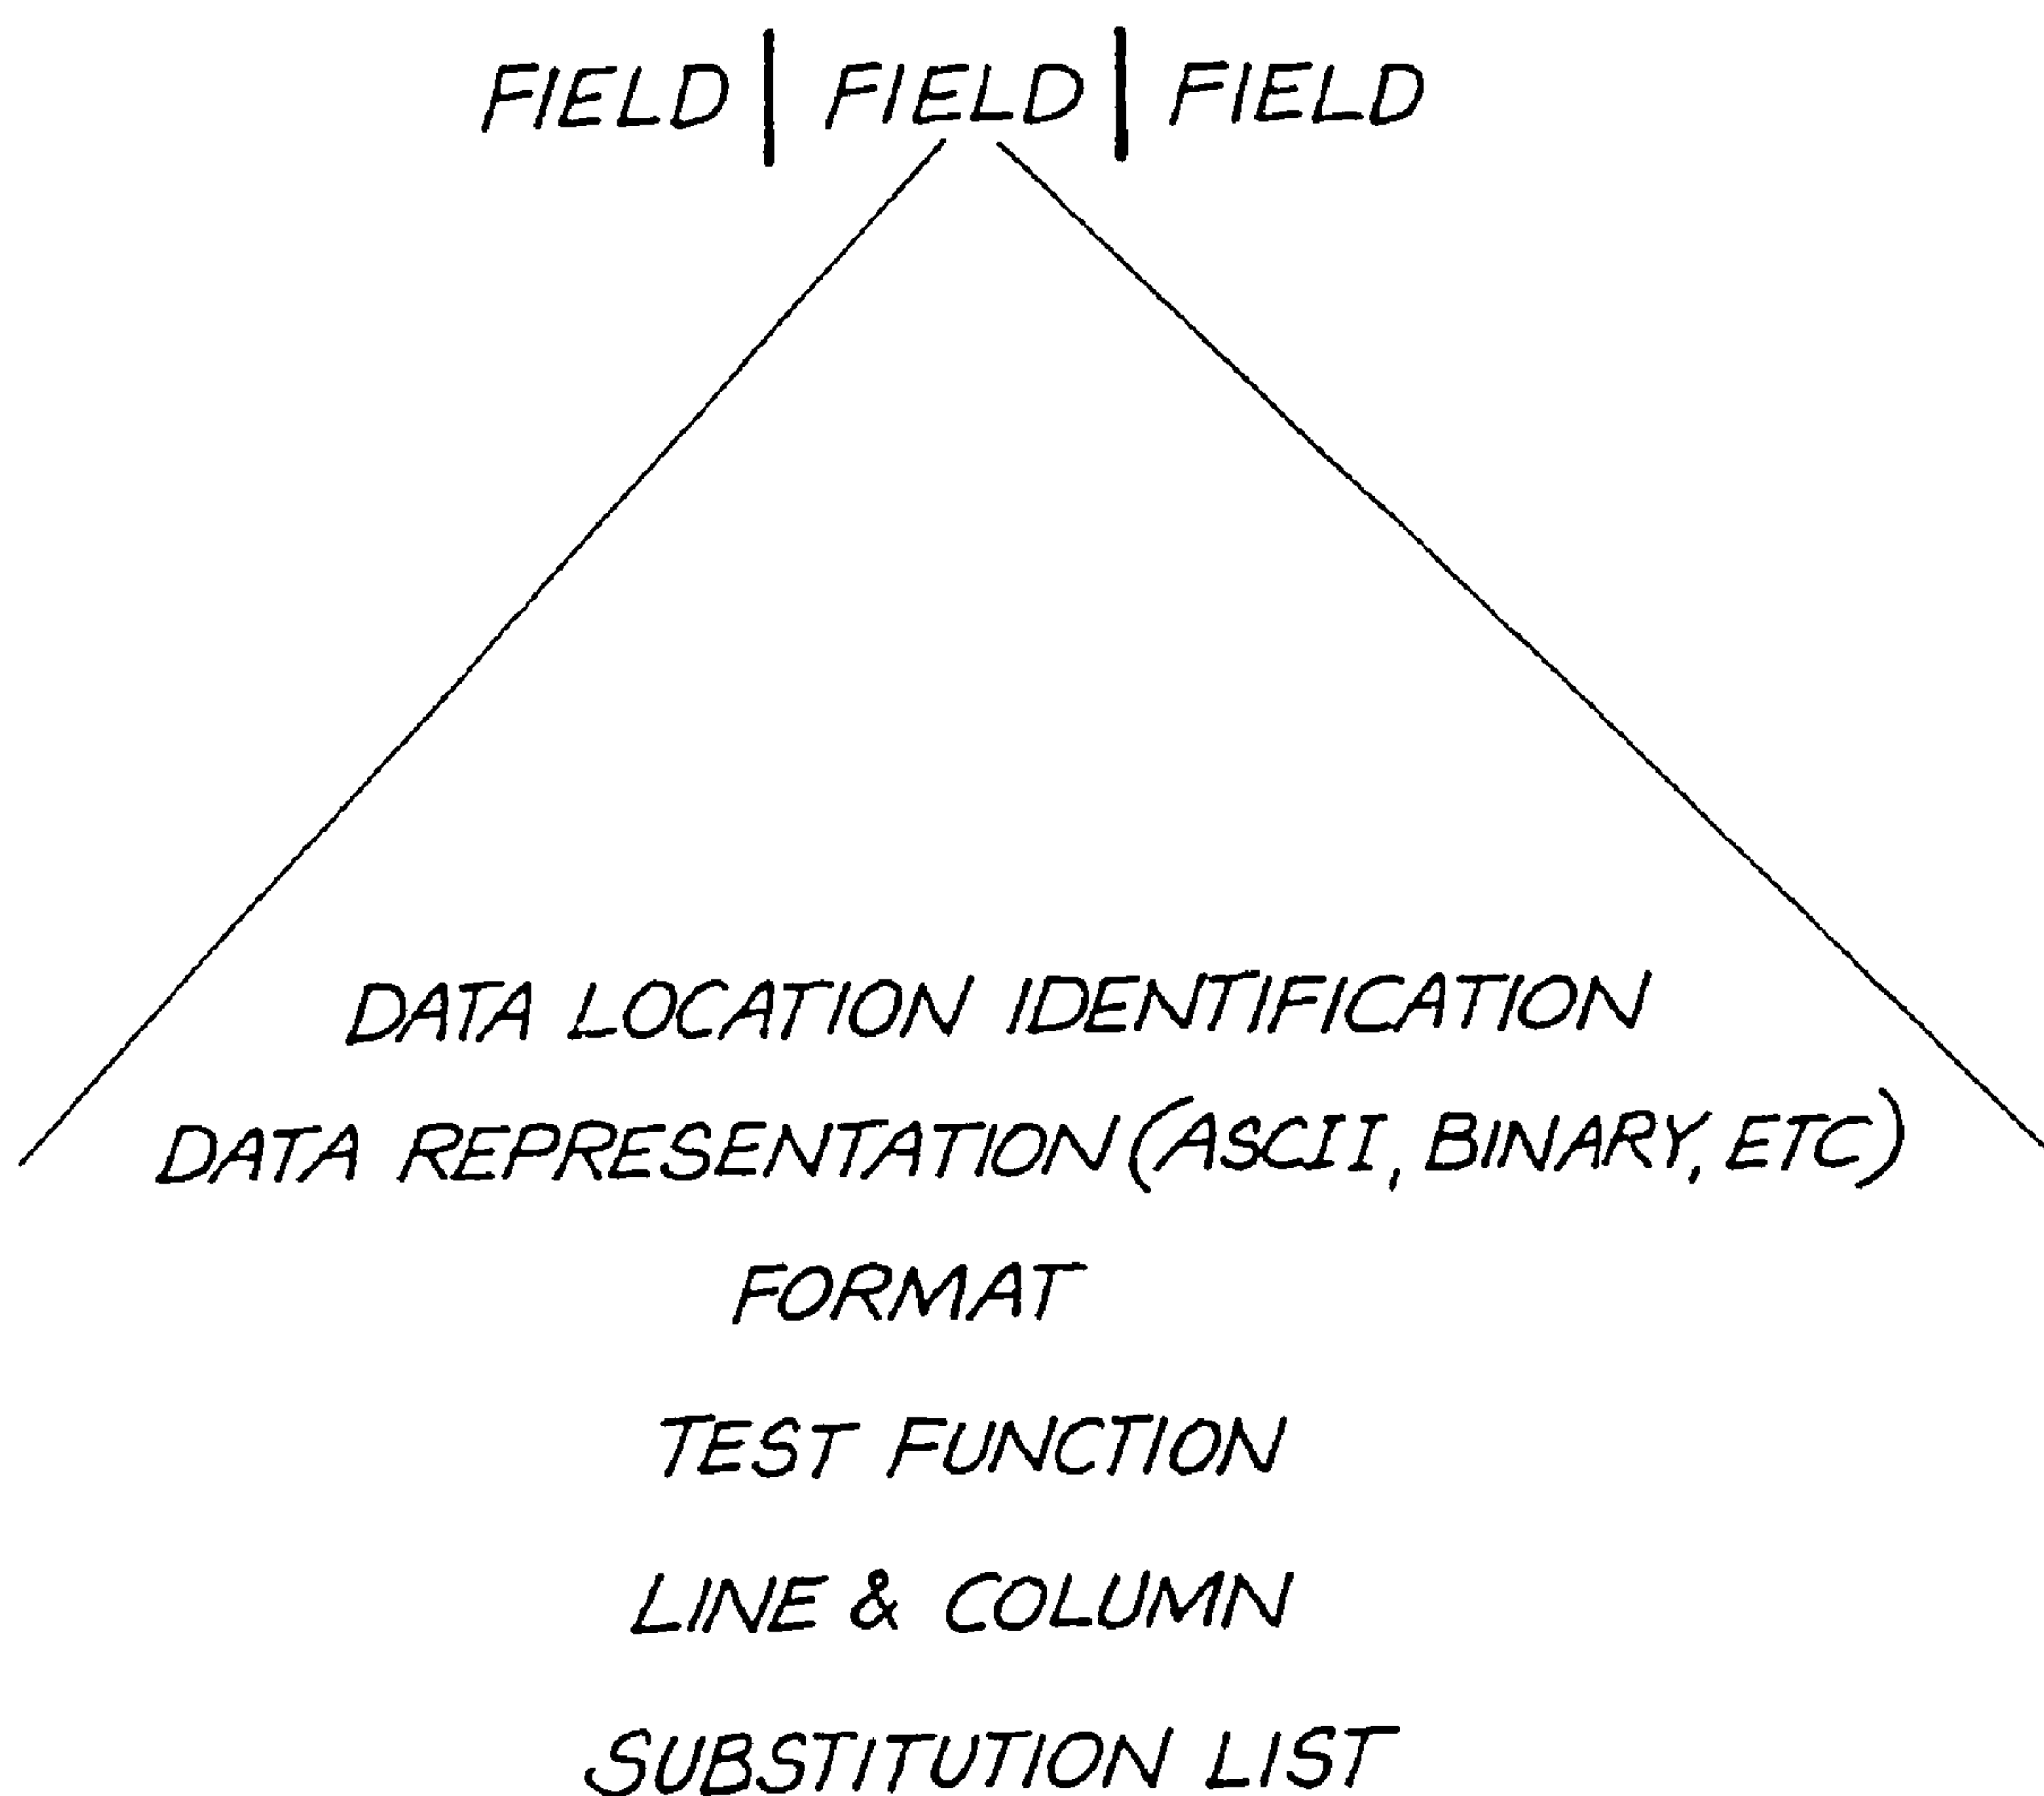 FIELD | FIELD | FIELD
DATA LOCATION IDENTIFICATION
DATA REPRESENTATION (ASCII, BINARY, ETC)
FORMAT
TEST FUNCTION
LINE & COLUMN
SUBSTITUTION LIST